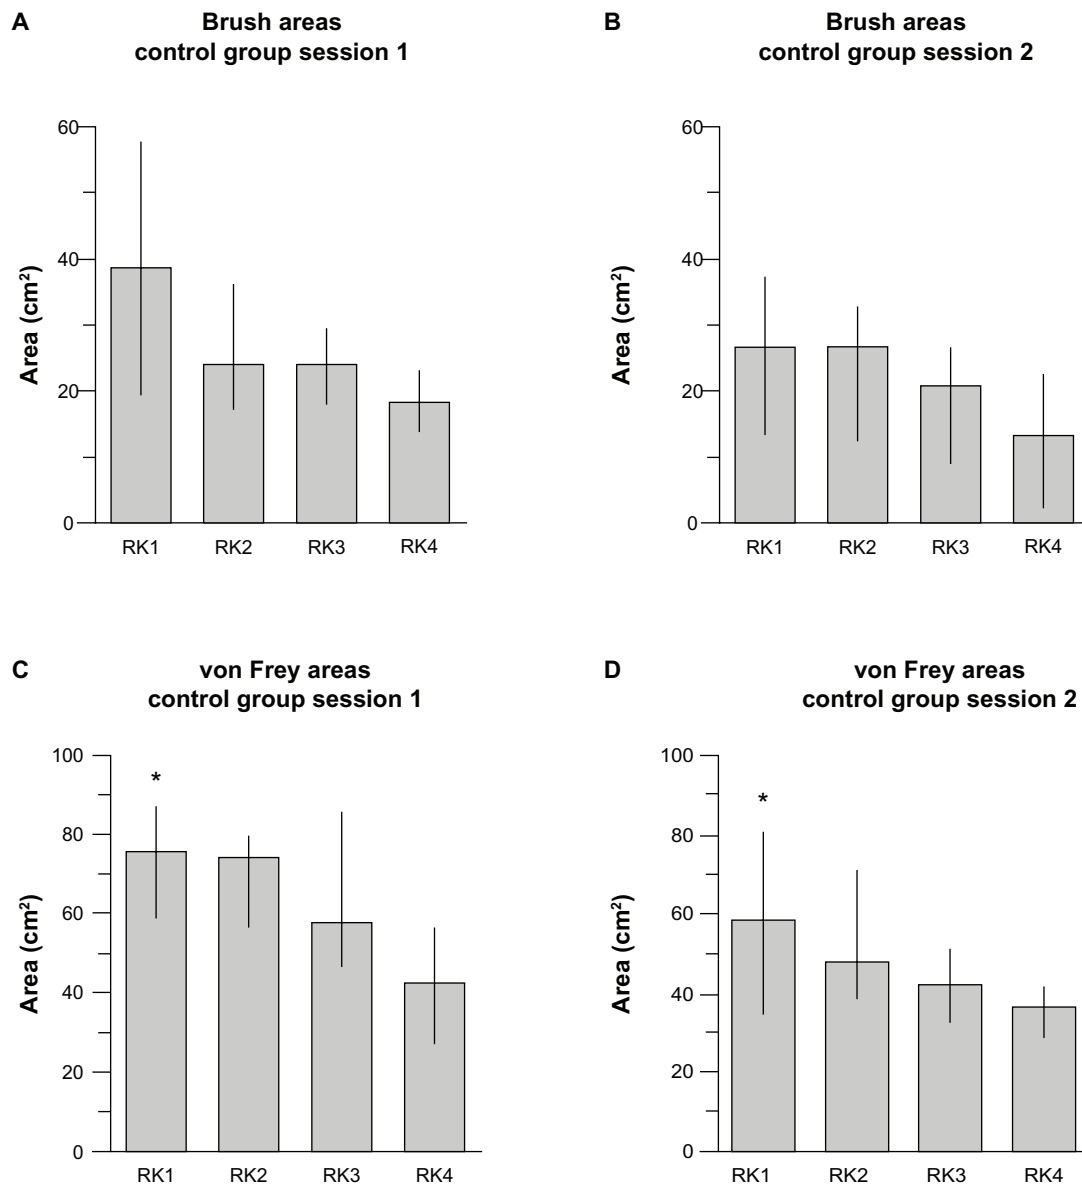 A
Brush areas
control group session 1
60
40
20
0
Area (cm²)
RK1 RK2 RK3 RK4
B
Brush areas
control group session 2
60
40
20
0
Area (cm²)
RK1 RK2 RK3 RK4
C
von Frey areas
control group session 1
100
80
60
40
20
0
Area (cm²)
*
RK1 RK2 RK3 RK4
D
von Frey areas
control group session 2
100
80
60
40
20
0
Area (cm²)
*
RK1 RK2 RK3 RK4